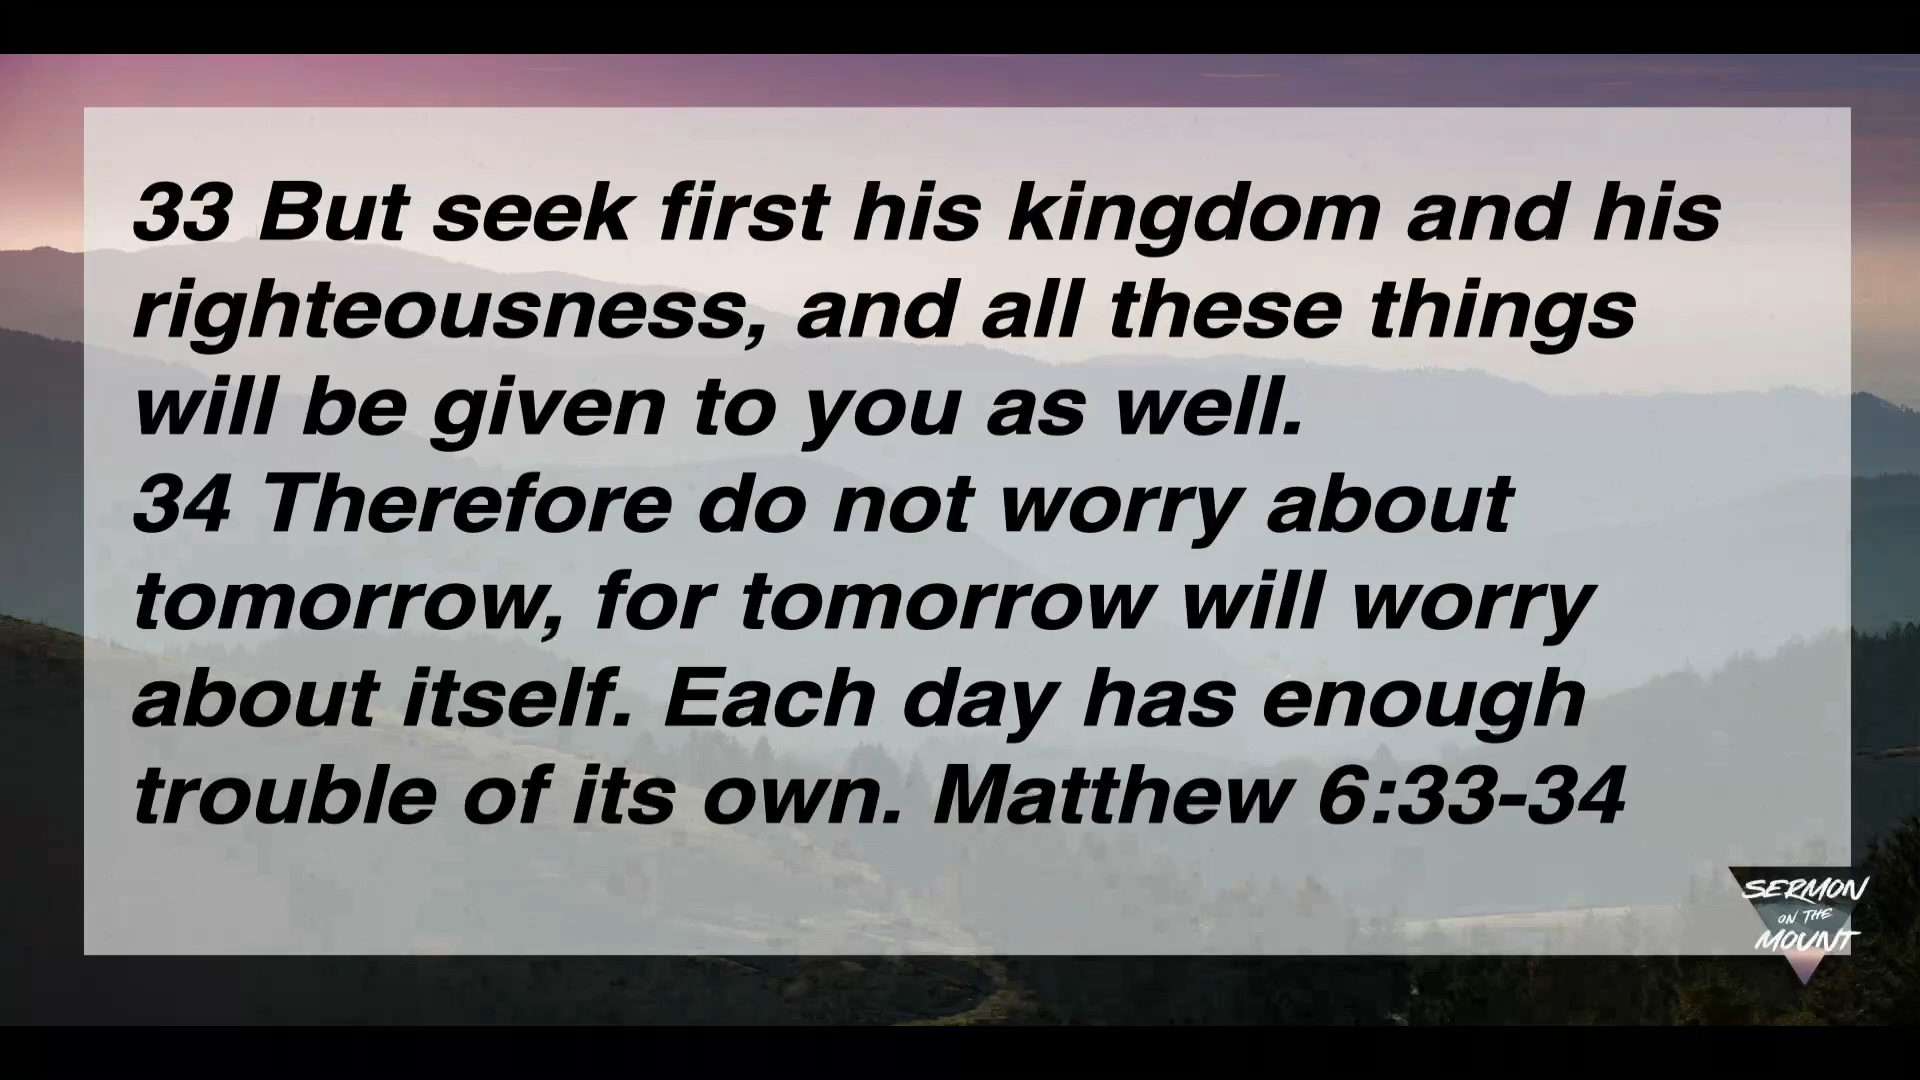 33 But seek first his kingdom and his
righteousness, and all these things
will be given to you as well.
34 Therefore do not worry about
tomorrow, for tomorrow will worry
about itself. Each day has enough
trouble of its own. Matthew 6:33-34
SERMON
ON THE
MOUNT